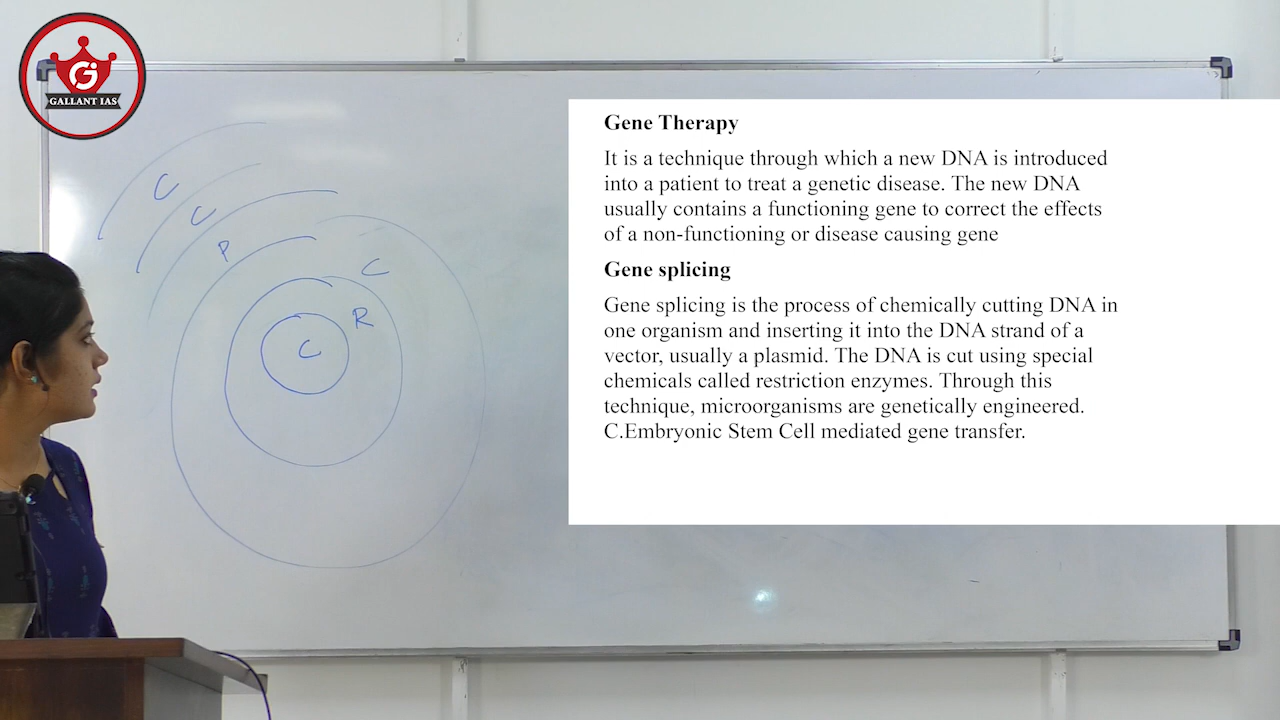 GALLANT IAS
C
C
P
C
R
C
Gene Therapy
It is a technique through which a new DNA is introduced
into a patient to treat a genetic disease. The new DNA
usually contains a functioning gene to correct the effects
of a non-functioning or disease causing gene
Gene splicing
Gene splicing is the process of chemically cutting DNA in
one organism and inserting it into the DNA strand of a
vector, usually a plasmid. The DNA is cut using special
chemicals called restriction enzymes. Through this
technique, microorganisms are genetically engineered.
C.Embryonic Stem Cell mediated gene transfer.